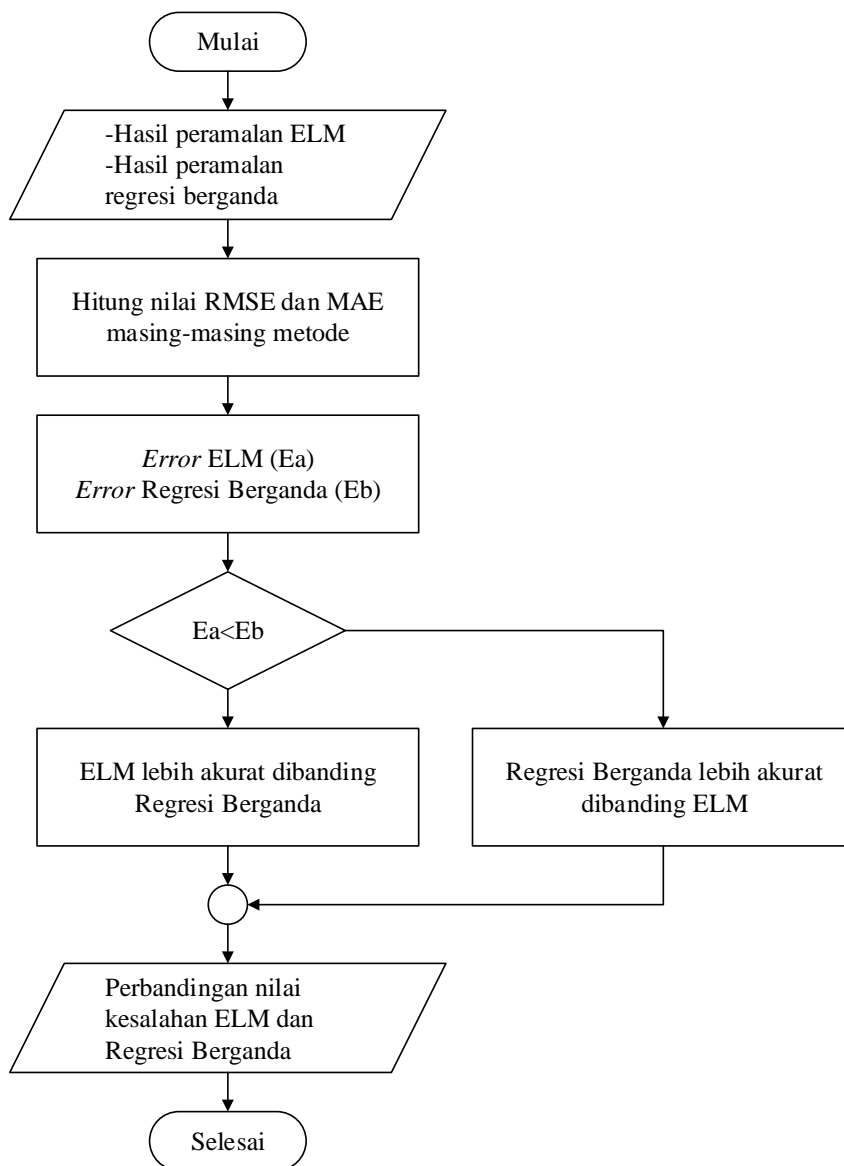 Mulai
-Hasil peramalan ELM
-Hasil peramalan
regresi berganda
Hitung nilai RMSE dan MAE
masing-masing metode
Error ELM (Ea)
Error Regresi Berganda (Eb)
Ea<Eb
ELM lebih akurat dibanding
Regresi Berganda
Regresi Berganda lebih akurat
dibanding ELM
Perbandingan nilai
kesalahan ELM dan
Regresi Berganda
Selesai